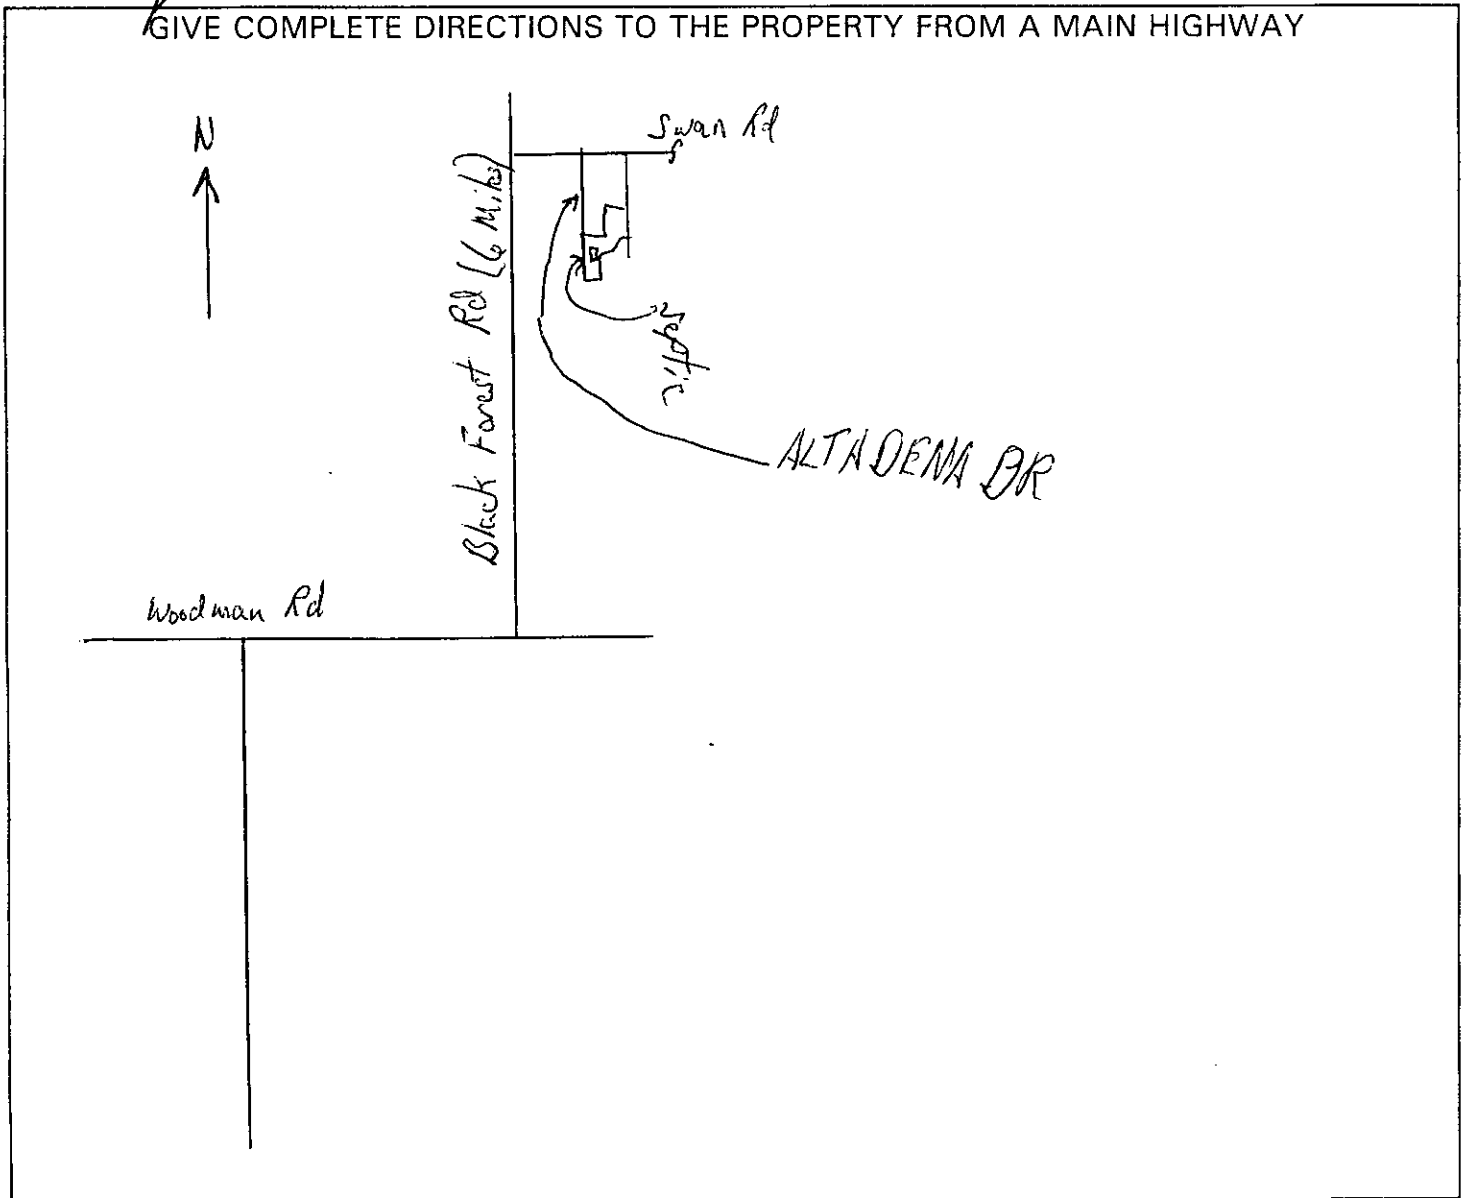 GIVE COMPLETE DIRECTIONS TO THE PROPERTY FROM A MAIN HIGHWAY
N
Swan Rd
Black Forest Rd (6 Miles)
Septic
ALTADENA DR
Woodman Rd